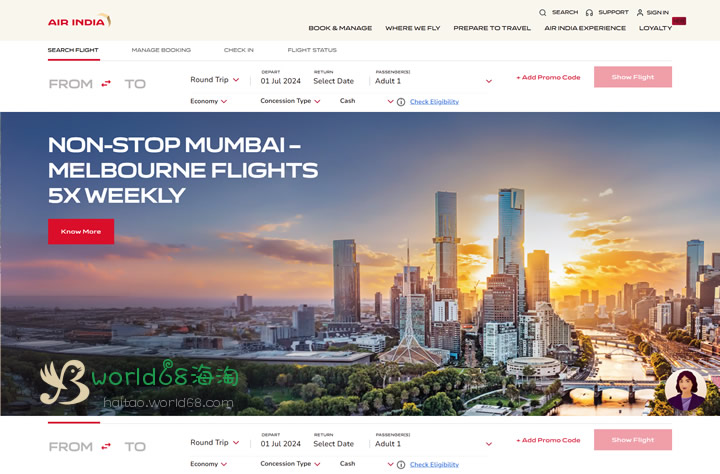 AIR INDIA
SEARCH SUPPORT SIGN IN
BOOK & MANAGE WHERE WE FLY PREPARE TO TRAVEL AIR INDIA EXPERIENCE LOYALTY
SEARCH FLIGHT MANAGE BOOKING CHECK IN FLIGHT STATUS
FROM TO
Round Trip
DEPART
01 Jul 2024
RETURN
Select Date
PASSENGER(S)
Adult 1
+ Add Promo Code
Show Flight
Economy Concession Type Cash Check Eligibility
NON-STOP MUMBAI –
MELBOURNE FLIGHTS
5X WEEKLY
Know More
world68海淘
haitao.world68.com
FROM TO
Round Trip
DEPART
01 Jul 2024
RETURN
Select Date
PASSENGER(S)
Adult 1
+ Add Promo Code
Show Flight
Economy Concession Type Cash Check Eligibility